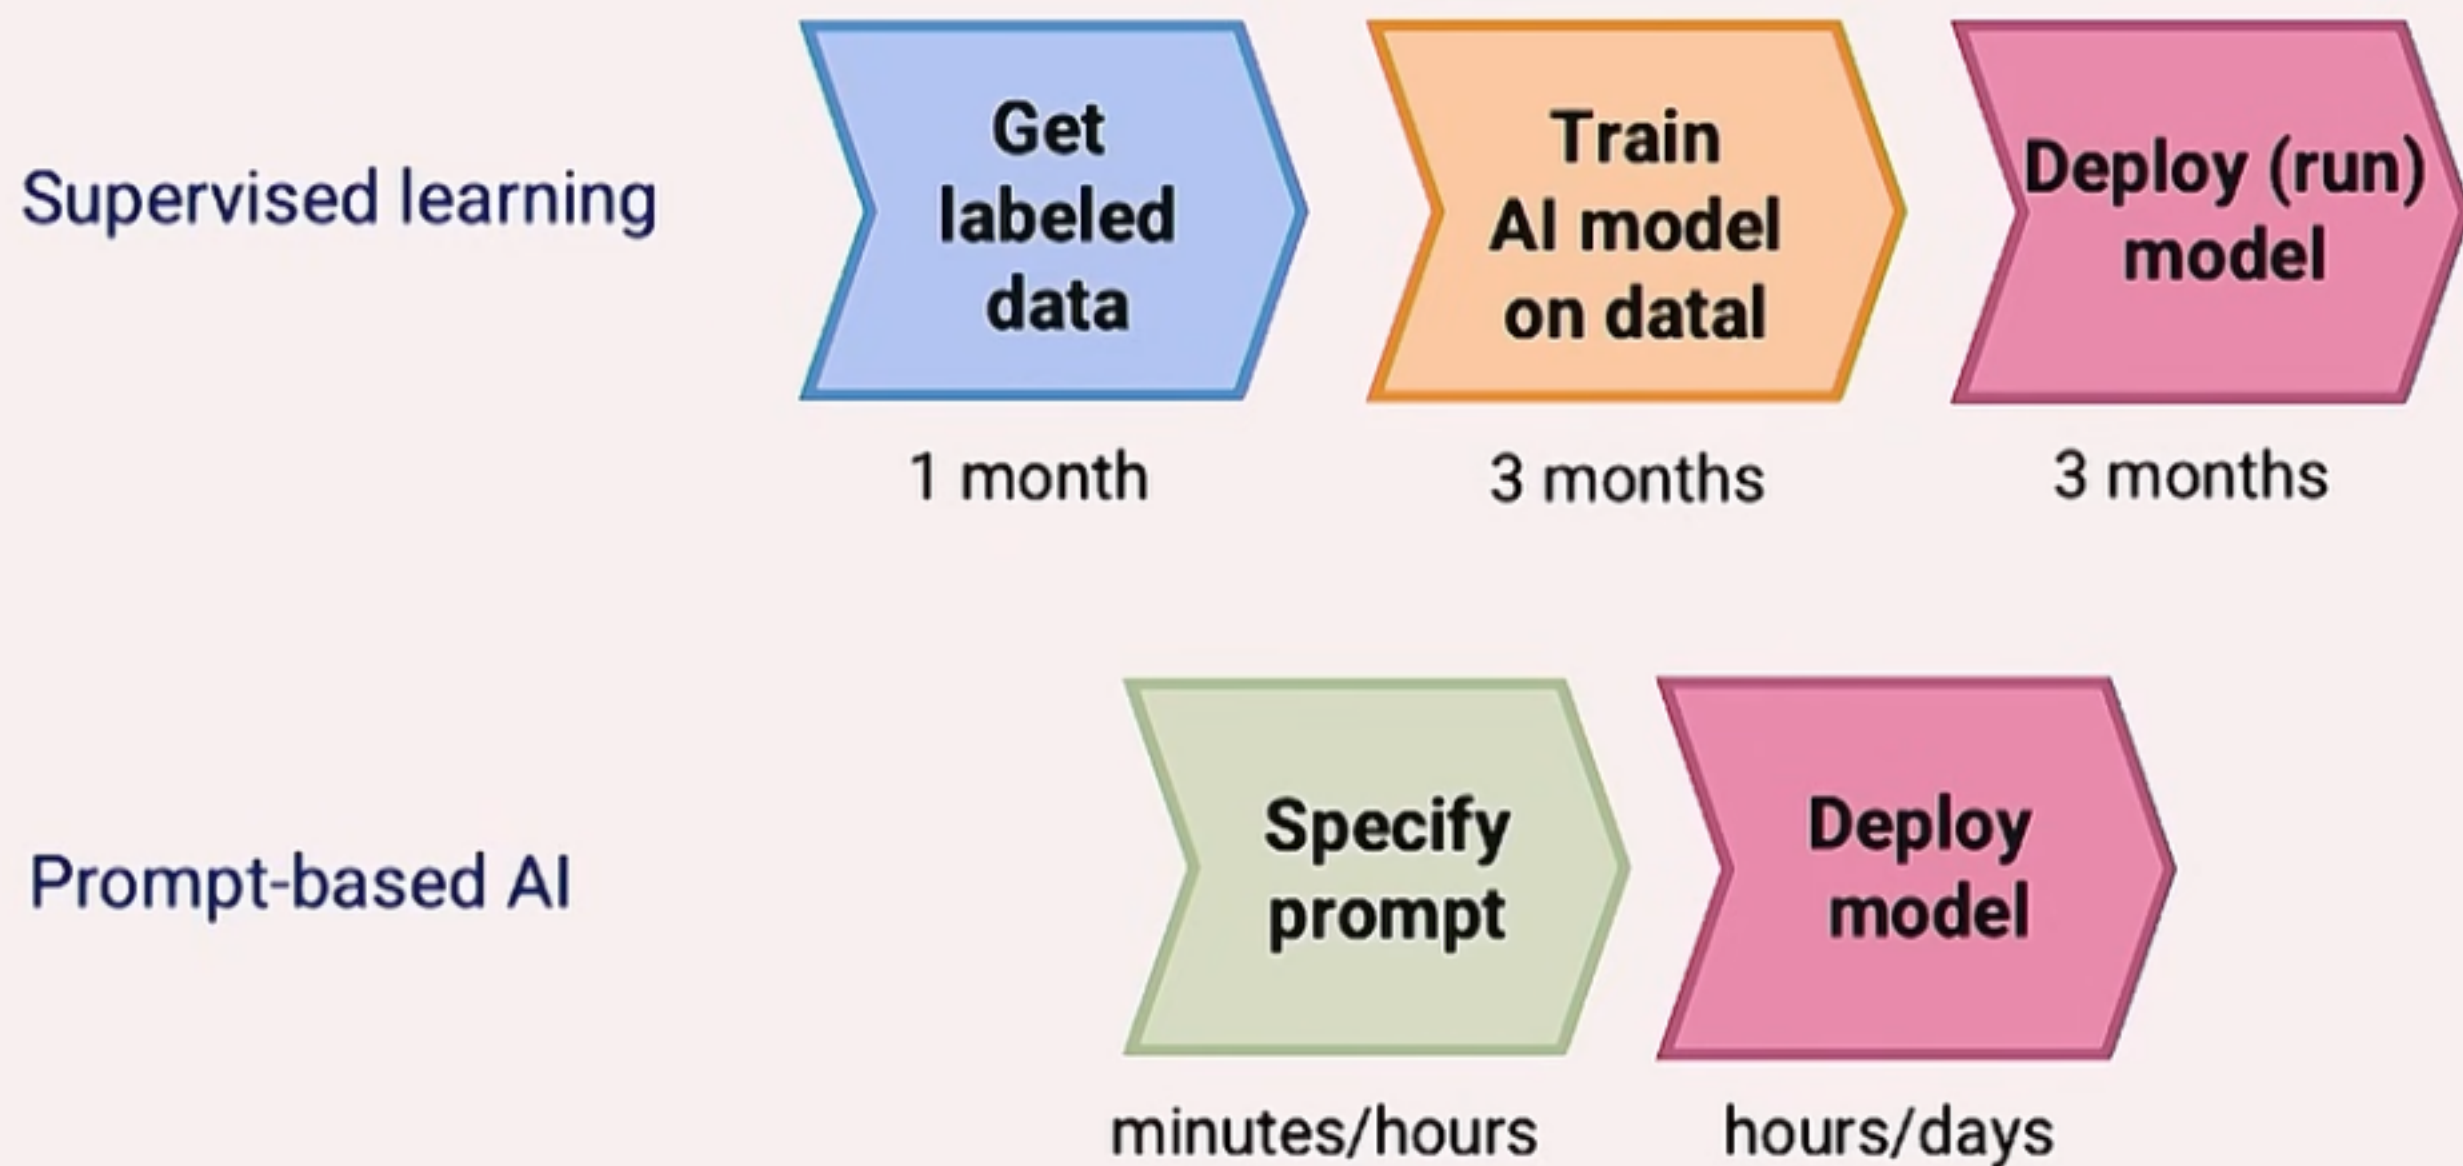 Supervised learning
Get
labeled
data
1 month
Train
AI model
on datal
3 months
Deploy (run)
model
3 months
Prompt-based AI
Specify
prompt
minutes/hours
Deploy
model
hours/days